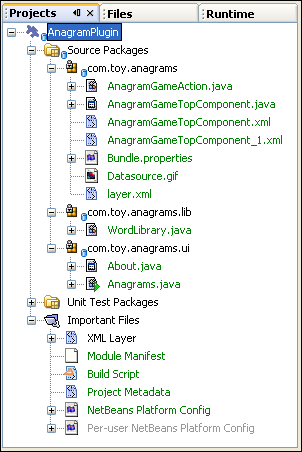 Projects Files Runtime
AnagramPlugin
Source Packages
com.toy.anagrams
AnagramGameAction.java
AnagramGameTopComponent.java
AnagramGameTopComponent.xml
AnagramGameTopComponent_1.xml
Bundle.properties
Datasource.gif
layer.xml
com.toy.anagrams.lib
WordLibrary.java
com.toy.anagrams.ui
About.java
Anagrams.java
Unit Test Packages
Important Files
XML Layer
Module Manifest
Build Script
Project Metadata
NetBeans Platform Config
Per-user NetBeans Platform Config